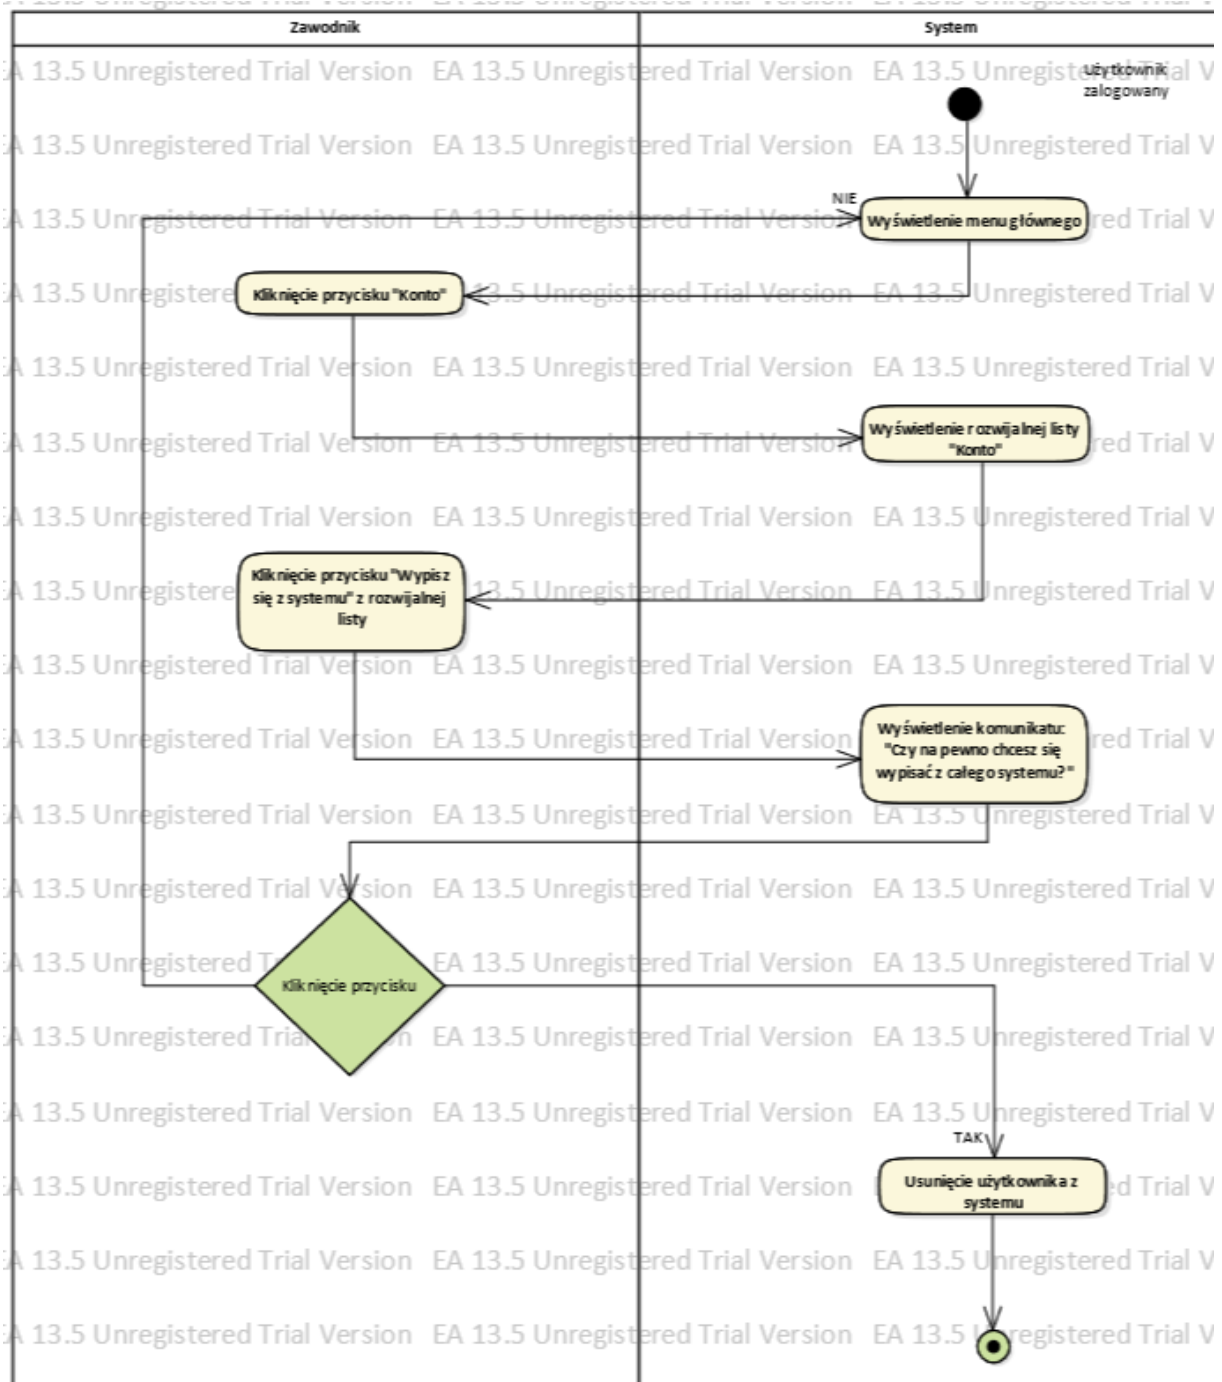 Zawodnik
System
Użytkownik
zalogowany
NIE
Wyświetlenie menu głównego
Kliknięcie przycisku "Konto"
Wyświetlenie rozwijalnej listy
"Konto"
Kliknięcie przycisku "Wypisz
się z systemu" z rozwijalnej
listy
Wyświetlenie komunikatu:
"Czy na pewno chcesz się
wypisać z całego systemu?"
Kliknięcie przycisku
TAK
Usunięcie użytkownika z
systemu
EA 13.5 Unregistered Trial Version